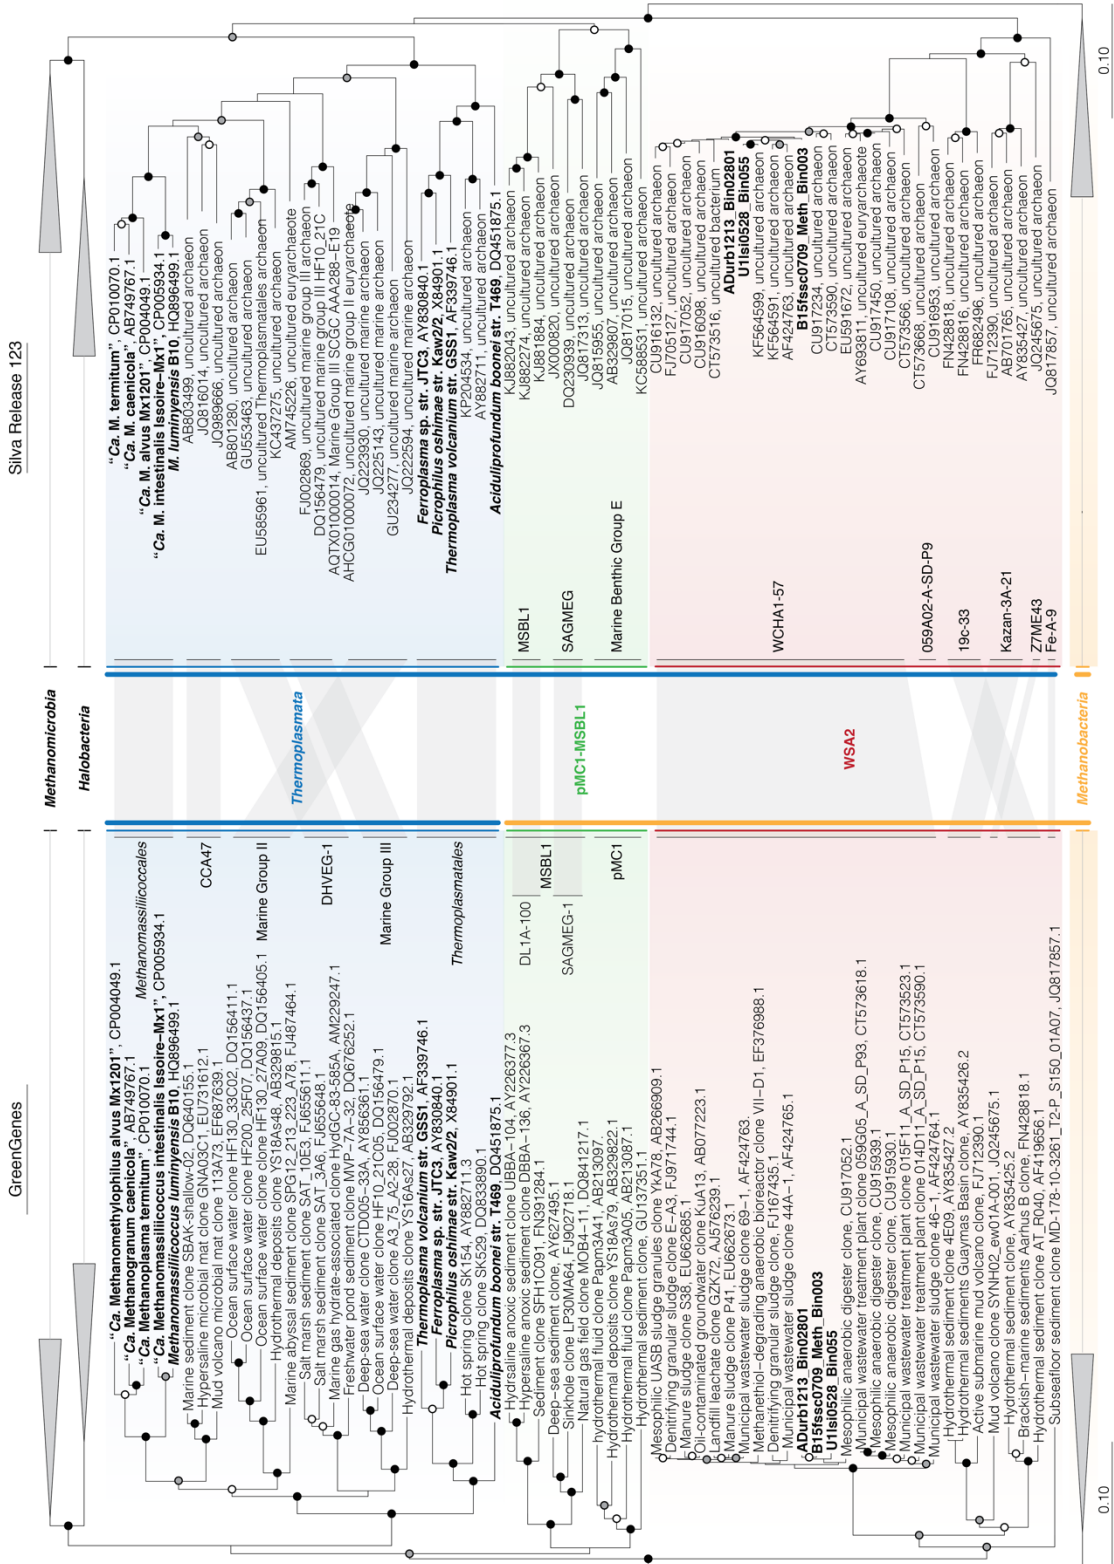 GreenGenes
Silva Release 123
Methanomicrobia
Halobacteria
"Ca. Methanomethylophilus alvus Mx1201", CP004049.1
"Ca. Methanogranum caenicola", AB749767.1
"Ca. Methanoplasma termitum", CP010070.1
"Ca. Methanomassiliicoccus intestinalis Issoire–Mx1", CP005934.1
Methanomassiliicoccus luminyensis B10, HQ896499.1
Marine sediment clone SBAK-shallow-02, DQ640155.1
Hypersaline microbial mat clone GNA03C1, EU731612.1
Mud volcano microbial clone 113A73, EF687639.1
Ocean surface water clone HF130_33C02, DQ156411.1
Ocean surface water clone HF200_25F07, DQ156437.1
Ocean surface water clone HF130_27A09, DQ156405.1
Hydrothermal deposits clone YS18As48, AB329815.1
Marine abyssal sediment clone SPG12_213_223_A78, FJ487464.1
Salt marsh sediment clone SAT_10E3, FJ655611.1
Salt marsh sediment clone SAT_3A6, FJ655648.1
Marine gas hydrate-associated clone HydGC-83-585A, AM229247.1
Freshwater pond sediment clone MVP-7A-32, DQ676252.1
Deep-sea water clone CTD005-33A, AY856361.1
Ocean surface water clone HF10_21C05, DQ156479.1
Deep-sea water clone A3_75_A2-28, FJ002870.1
Hydrothermal deposits clone YS16As27, AB329792.1
Thermoplasma volcanium str. GSS1, AF339746.1
Ferroplasma sp. str. JTC3, AY830840.1
Picrophilus oshimae str. Kaw2/2, X84901.1
Hot spring clone SK154, AY882711.3
Hot spring clone SK529, DQ833890.1
Aciduliprofundum boonei str. T469, DQ451875.1
Hydrsaline anoxic sediment clone UBBA-104, AY226377.3
Hypersaline anoxic sediment clone DBBA-136, AY226367.3
Sediment clone SFH1C091, FN391284.1
Deep-sea sediment clone, AY627495.1
Sinkhole clone LP30MA64, FJ902718.1
Natural gas field clone MOB4-11, DQ841217.1
hydrothermal fluid clone Papm3A41, AB213097
Hydrothermal deposits clone YS18As79, AB329822.1
Hydrothermal fluid clone Papm3A05, AB213087.1
Hydrothermal sediment clone, GU137351.1
Mesophilic UASB sludge granules clone YkA78, AB266909.1
Denitrifying granular sludge clone E-A3, FJ971744.1
Manure sludge clone S38, EU662685.1
Oil-contaminated groundwater clone KuA13, AB077223.1
Landfill leachate clone GZK72, AJ576239.1
Manure sludge clone P41, EU662673.1
Municipal wastewater sludge clone 69–1, AF424763.
Methanethiol–degrading anaerobic bioreactor clone VII–D1, EF376988.1
Denitrifying granular sludge clone, FJ167435.1
Municipal wastewater sludge clone 44A–1, AF424765.1
ADurb1213_Bin02801
B15fssc0709_Meth_Bin003
U1lsi0528_Bin055
Mesophilic anaerobic digester clone, CU917052.1
Municipal wastewater treatment plant clone 059G05_A_SD_P93, CT573618.1
Mesophilic anaerobic digester clone, CU915939.1
Mesophilic anaerobic digester clone, CU915930.1
Municipal wastewater treatment plant clone 015F11_A_SD_P15, CT573523.1
Municipal wastewater treatment plant clone 014D11_A_SD_P15, CT573590.1
Municipal wastewater sludge clone 46–1, AF424764.1
Hydrothermal sediment clone 4E09, AY835427.2
Hydrothermal sediments Guaymas Basin clone, AY835426.2
Active submarine mud volcano clone, FJ712390.1
Mud volcano clone SYNH02_ew01A-001, JQ245675.1
Hydrothermal sediment clone, AY835425.2
Brackish–marine sediments Aarhus B clone, FN428818.1
Hydrothermal sediment clone AT_R040, AF419656.1
Subseafloor sediment clone MD-178-10-3261_T2-P_S150_01A07, JQ817857.1
0.10
Methanomassiliicoccales
CCA47
Marine Group II
DHVEG-1
Marine Group III
Thermoplasmatales
DL1A-100
MSBL1
SAGMEG-1
pMC1
Thermoplasmata
pMC1-MSBL1
WSA2
Methanobacteria
MSBL1
SAGMEG
Marine Benthic Group E
WCHA1-57
059A02-A-SD-P9
19c-33
Kazan-3A-21
Z7ME43
Fe-A-9
"Ca. M. termitum", CP010070.1
"Ca. M. caenicola", AB749767.1
"Ca. M. alvus Mx1201", CP004049.1
"Ca. M. intestinalis Issoire–Mx1", CP005934.1
M. luminyensis B10, HQ896499.1
AB803499, uncultured archaeon
JQ816014, uncultured archaeon
JQ989666, uncultured archaeon
AB801280, uncultured archaeon
GU553463, uncultured archaeon
EU585961, uncultured Thermoplasmatales archaeon
KC437275, uncultured archaeon
AM745226, uncultured euryarchaeote
FJ002869, uncultured marine group III archaeon
DQ156479, uncultured marine group III HF10_21C
AQTX01000014, Marine Group III SCGC AAA288–E19
AHCG01000072, uncultured marine group II euryarchaeote
JQ223930, uncultured marine archaeon
JQ225143, uncultured marine archaeon
GU234277, uncultured marine archaeon
JQ222594, uncultured marine archaeon
Ferroplasma sp. str. JTC3, AY830840.1
Picrophilus oshimae str. Kaw2/2, X84901.1
Thermoplasma volcanium str. GSS1, AF339746.1
KP204534, uncultured archaeon
AY882711, uncultured archaeon
Aciduliprofundum boonei str. T469, DQ451875.1
KJ882043, uncultured archaeon
KJ882274, uncultured archaeon
KJ881884, uncultured archaeon
JX000820, uncultured archaeon
DQ230939, uncultured archaeon
JQ817313, uncultured archaeon
JQ815955, uncultured archaeon
AB329807, uncultured archaeon
JQ817015, uncultured archaeon
KC588531, uncultured archaeon
CU916132, uncultured archaeon
FJ705127, uncultured archaeon
CU917052, uncultured archaeon
CU916098, uncultured archaeon
CT573516, uncultured bacterium
ADurb1213_Bin02801
U1lsi0528_Bin055
KF564599, uncultured archaeon
KF564591, uncultured archaeon
AF424763, uncultured archaeon
B15fssc0709_Meth_Bin003
CU917234, uncultured archaeon
CT573590, uncultured archaeon
EU591672, uncultured archaeon
AY693811, uncultured euryarchaeote
CU917450, uncultured archaeon
CU917108, uncultured archaeon
CT573566, uncultured archaeon
CT573668, uncultured archaeon
CU916953, uncultured archaeon
FN428818, uncultured archaeon
FN428816, uncultured archaeon
FR682496, uncultured archaeon
FJ712390, uncultured archaeon
AB701765, uncultured archaeon
AY835427, uncultured archaeon
JQ245675, uncultured archaeon
JQ817857, uncultured archaeon
0.10